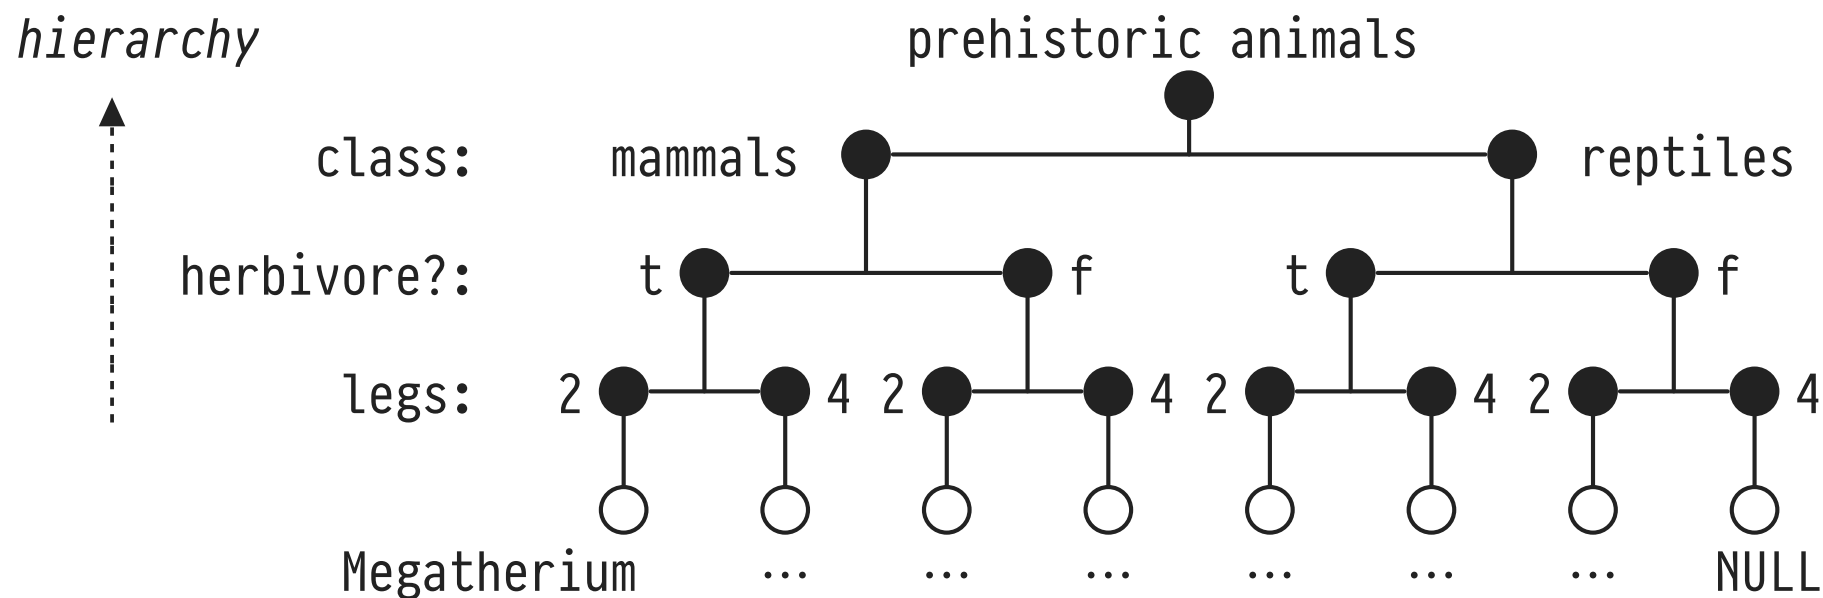 hierarchy prehistoric animals
class: mammals reptiles
herbivore?: t f t f
legs: 2 4 2 4 2 4 2 4
Megatherium ... ... ... ... ... ... NULL